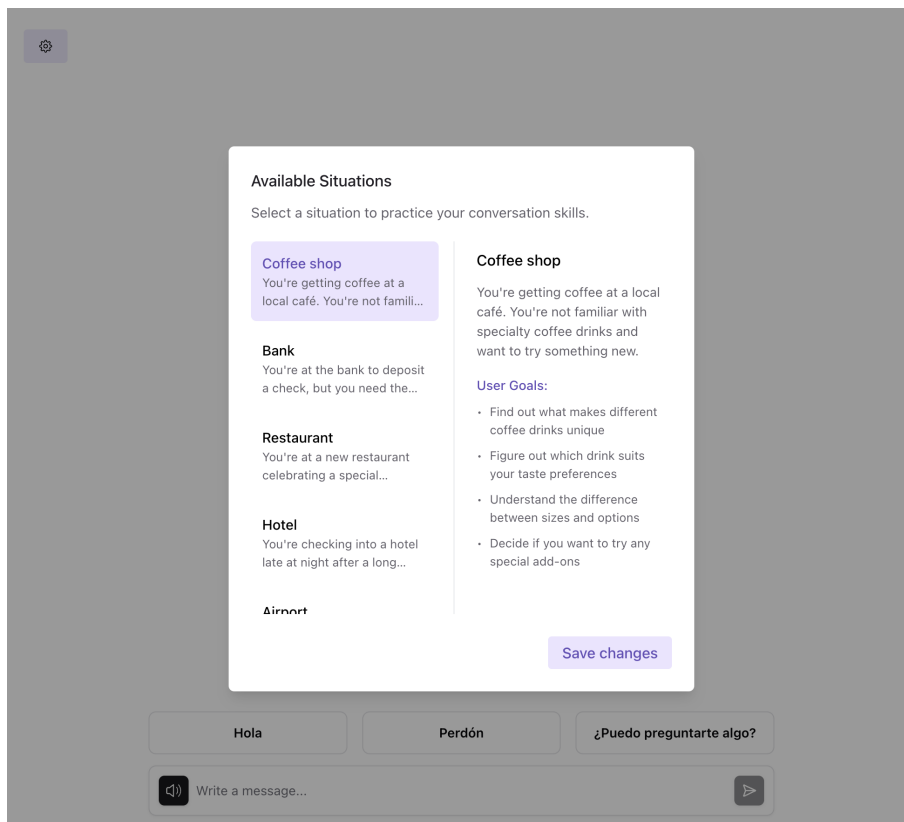 Available Situations
Select a situation to practice your conversation skills.
Coffee shop
You're getting coffee at a
local café. You're not famili...
Bank
You're at the bank to deposit
a check, but you need the...
Restaurant
You're at a new restaurant
celebrating a special...
Hotel
You're checking into a hotel
late at night after a long...
Airport
Coffee shop
You're getting coffee at a local
café. You're not familiar with
specialty coffee drinks and
want to try something new.
User Goals:
• Find out what makes different
coffee drinks unique
• Figure out which drink suits
your taste preferences
• Understand the difference
between sizes and options
• Decide if you want to try any
special add-ons
Save changes
Hola
Perdón
¿Puedo preguntarte algo?
Write a message...